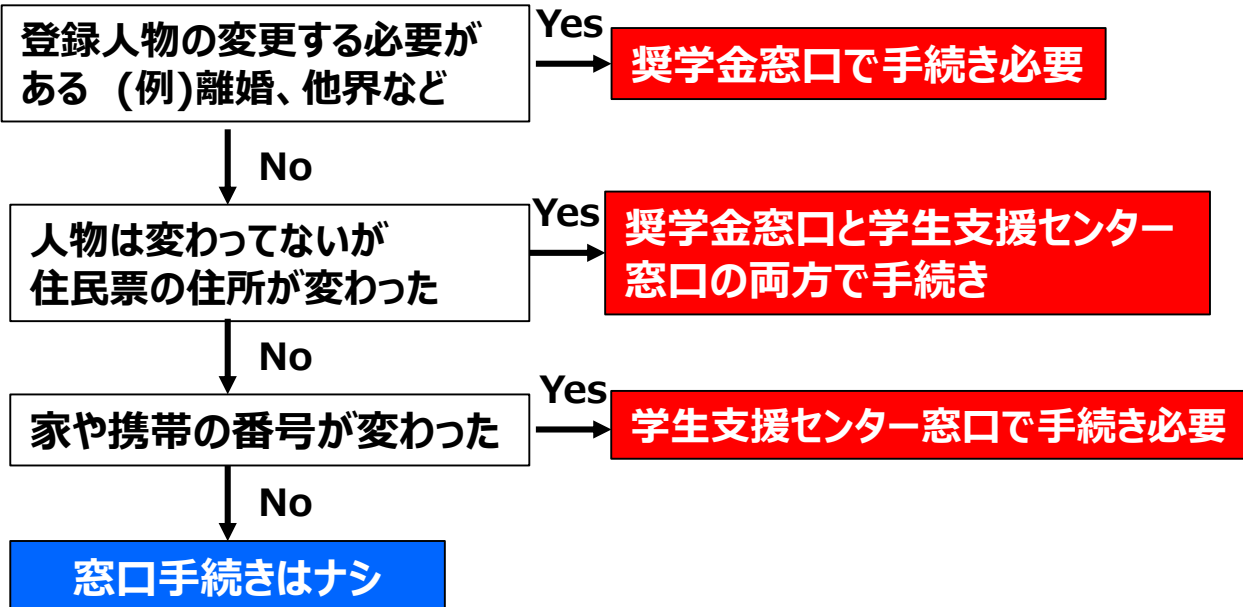 登録人物の変更する必要が
ある (例)離婚、他界など
Yes
奨学金窓口で手続き必要
No
人物は変わってないが
住民票の住所が変わった
Yes
奨学金窓口と学生支援センター
窓口の両方で手続き
No
家や携帯の番号が変わった
Yes
学生支援センター窓口で手続き必要
No
窓口手続きはナシ